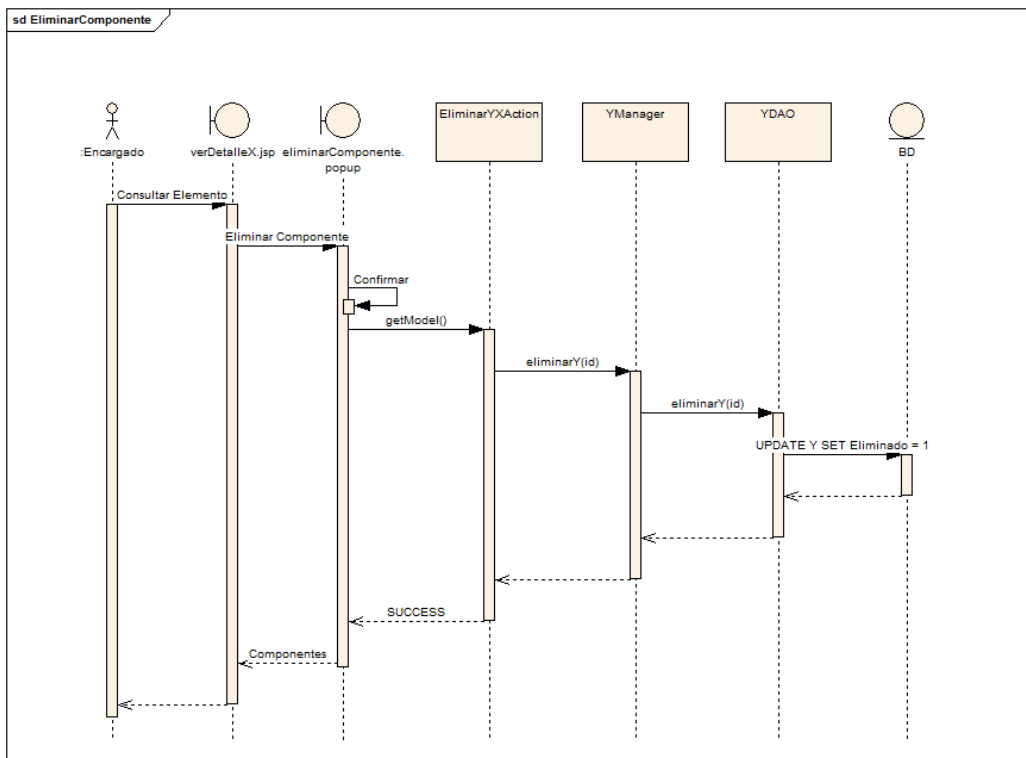 sd EliminarComponente
EliminarYXAction
YManager
YDAO
:Encargado
verDetalleX.jsp
eliminarComponente.
popup
BD
Consultar Elemento
Eliminar Componente
Confirmar
getModel()
eliminarY(id)
eliminarY(id)
UPDATE Y SET Eliminado = 1
SUCCESS
Componentes